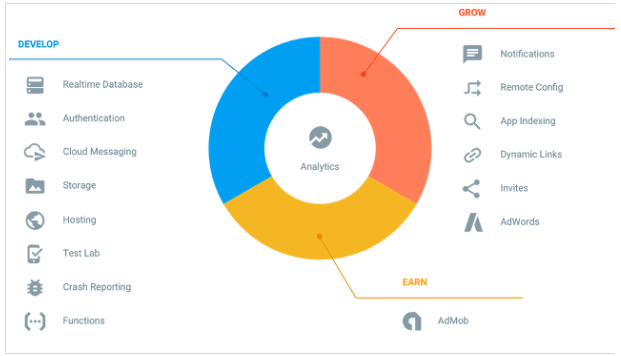 GROW
DEVELOP
Realtime Database
Authentication
Cloud Messaging
Storage
Hosting
Test Lab
Crash Reporting
Functions
Analytics
Notifications
Remote Config
App Indexing
Dynamic Links
Invites
AdWords
EARN
AdMob